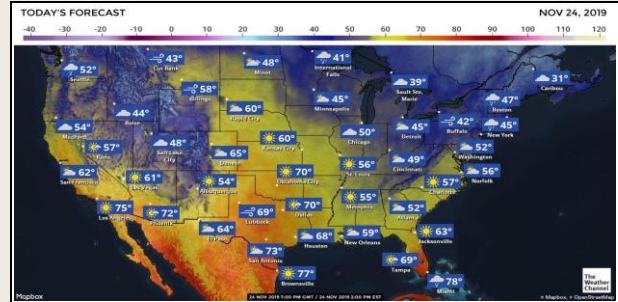 TODAY'S FORECAST
NOV 24, 2019
-40 -30 -20 -10 0 10 20 30 40 50 60 70 80 90 100 110 120
52°
Seattle
43°
Cut Bank
48°
Minot
41°
International
Falls
39°
Sault Ste.
Marie
31°
Caribou
58°
Billings
60°
Rapid City
45°
Minneapolis
47°
Boston
42°
Buffalo
45°
New York
54°
Medford
44°
Boise
48°
Salt Lake
City
60°
Kansas City
50°
Chicago
45°
Detroit
52°
Washington
57°
Reno
65°
Denver
56°
St. Louis
49°
Cincinnati
56°
Norfolk
62°
San Francisco
61°
Las Vegas
54°
Albuquerque
70°
Oklahoma City
55°
Memphis
57°
Charlotte
75°
Los Angeles
72°
Phoenix
64°
El Paso
69°
Lubbock
70°
Dallas
52°
Atlanta
68°
Houston
59°
New Orleans
63°
Jacksonville
73°
San Antonio
69°
Tampa
77°
Brownsville
78°
Miami
The
Weather
Channel
Mapbox
24 NOV 2019 7:00 PM GMT / 24 NOV 2019 2:00 PM EST
© Mapbox, © OpenStreetMap